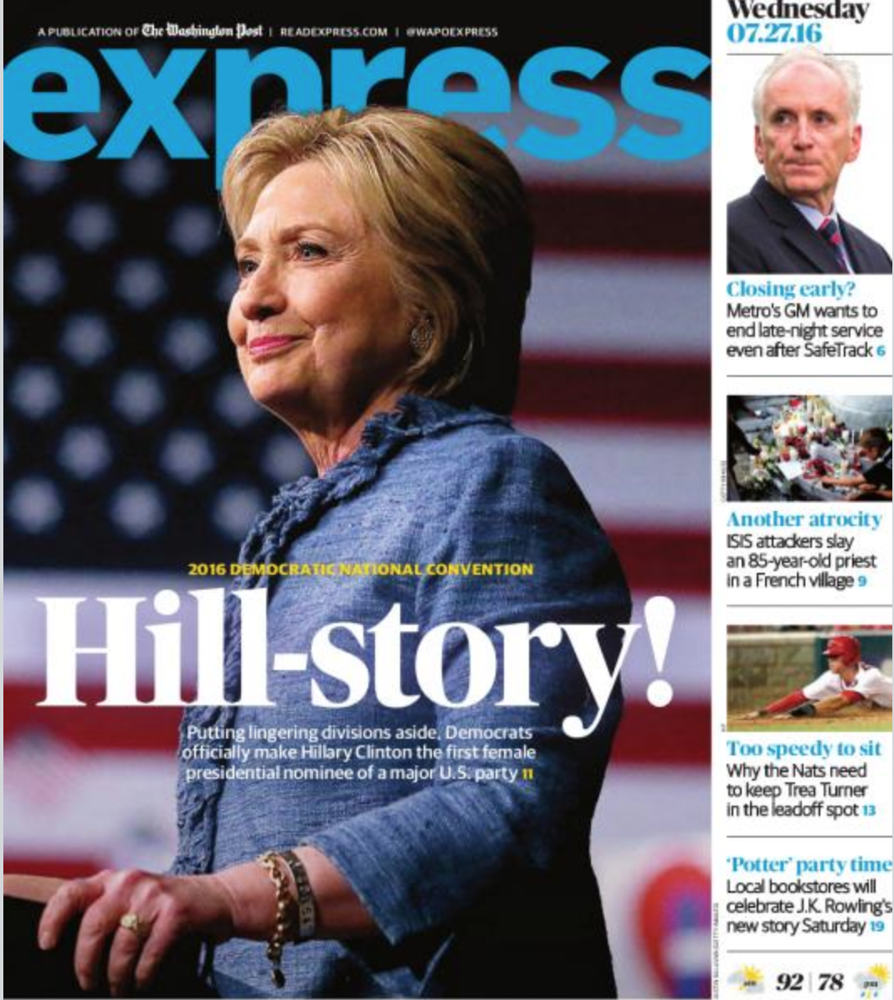 A PUBLICATION OF The Washington Post | READEXPRESS.COM | @WAPOEXPRESS
express
2016 DEMOCRATIC NATIONAL CONVENTION
Hill-story!
Putting lingering divisions aside, Democrats
officially make Hillary Clinton the first female
presidential nominee of a major U.S. party 11
Wednesday
07.27.16
Closing early?
Metro's GM wants to
end late-night service
even after SafeTrack 6
Another atrocity
ISIS attackers slay
an 85-year-old priest
in a French village 9
Too speedy to sit
Why the Nats need
to keep Trea Turner
in the leadoff spot 13
‘Potter’ party time
Local bookstores will
celebrate J.K. Rowling's
new story Saturday 19
92 | 78